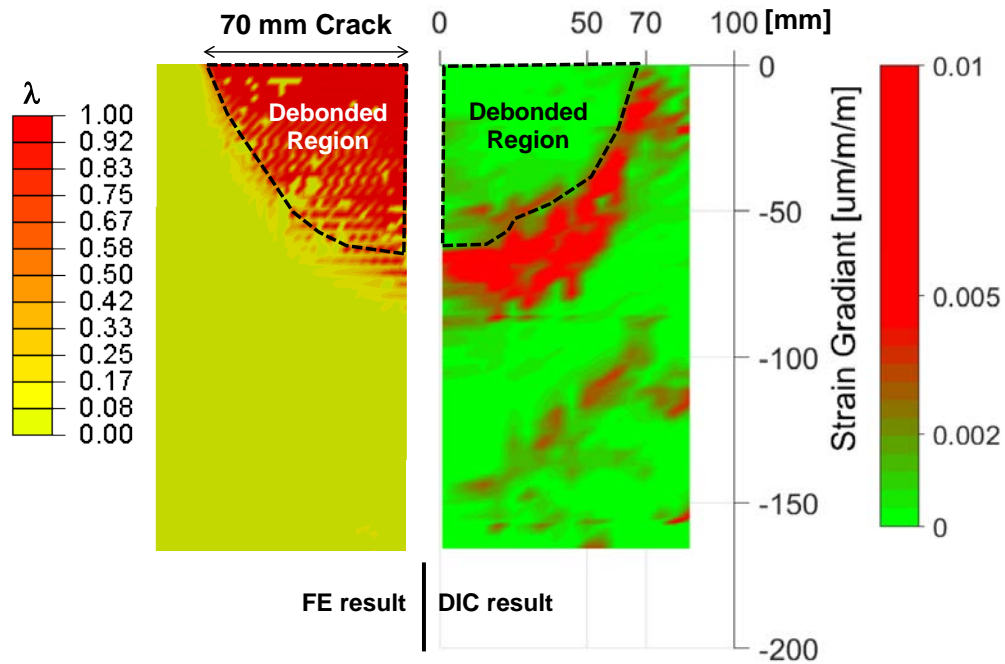 70 mm Crack
0 50 70 100 [mm]
λ
1.00
0.92
0.83
0.75
0.67
0.58
0.50
0.42
0.33
0.25
0.17
0.08
0.00
Debonded
Region
Debonded
Region
0
-50
-100
-150
-200
Strain Gradiant [um/m/m]
0.01
0.005
0.002
0
FE result
DIC result